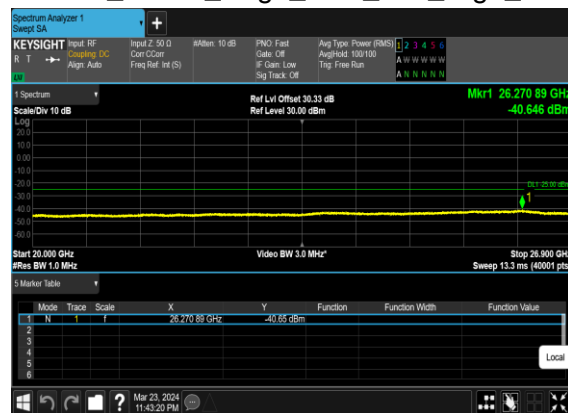 Spectrum Analyzer 1
Swept SA
KEYSIGHT Input: RF Input Z: 50 Ω #Atten: 10 dB PNO: Fast Avg Type: Power (RMS) 1 2 3 4 5 6
R T Coupling: DC Corr CCorr Gate: Off Avg|Hold: 100/100 A W W W W W
Align: Auto Freq Ref: Int (S) IF Gain: Low Trig: Free Run
Sig Track: Off A N N N N N
1 Spectrum Ref Lvl Offset 30.33 dB Mkr1 26.270 89 GHz
Scale/Div 10 dB Ref Level 30.00 dBm -40.646 dBm
Log
20.0
10.0
0.00
-10.0
-20.0
DL1 -25.00 dBm
-30.0
1
-40.0
-50.0
-60.0
Start 20.000 GHz Video BW 3.0 MHz* Stop 26.900 GHz
#Res BW 1.0 MHz Sweep 13.3 ms (40001 pts
5 Marker Table
Mode Trace Scale X Y Function Function Width Function Value
1 N 1 f 26.270 89 GHz -40.65 dBm
2
3
4
5
6
Local
? Mar 23, 2024
11:43:20 PM